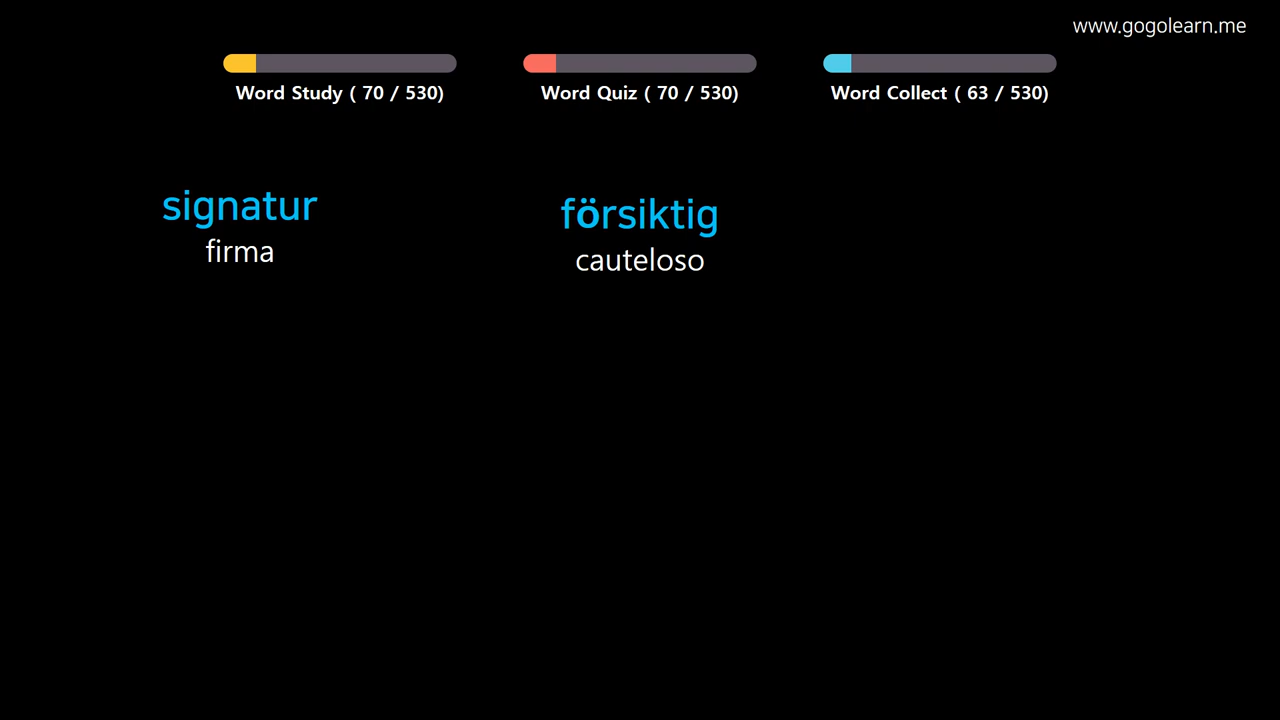 www.gogolearn.me
Word Study ( 70 / 530)
Word Quiz ( 70 / 530)
Word Collect ( 63 / 530)
signatur
firma
försiktig
cauteloso